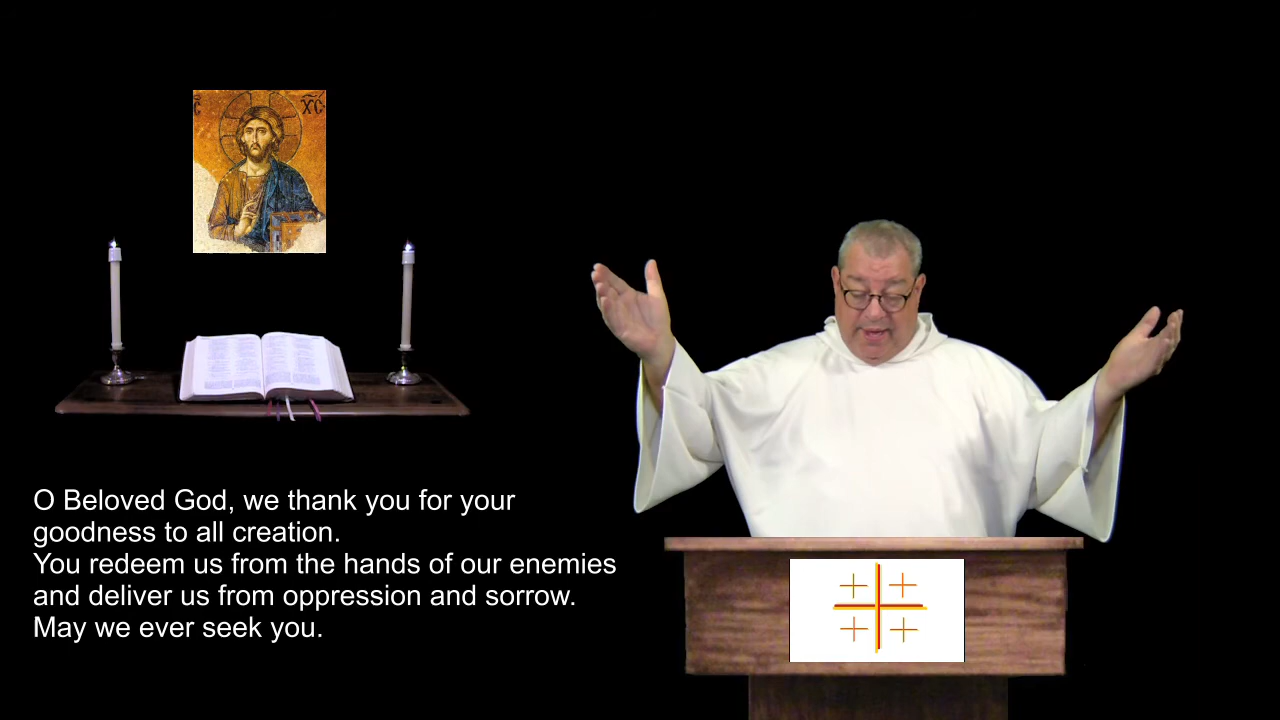 XC
O Beloved God, we thank you for your
goodness to all creation.
You redeem us from the hands of our enemies
and deliver us from oppression and sorrow.
May we ever seek you.